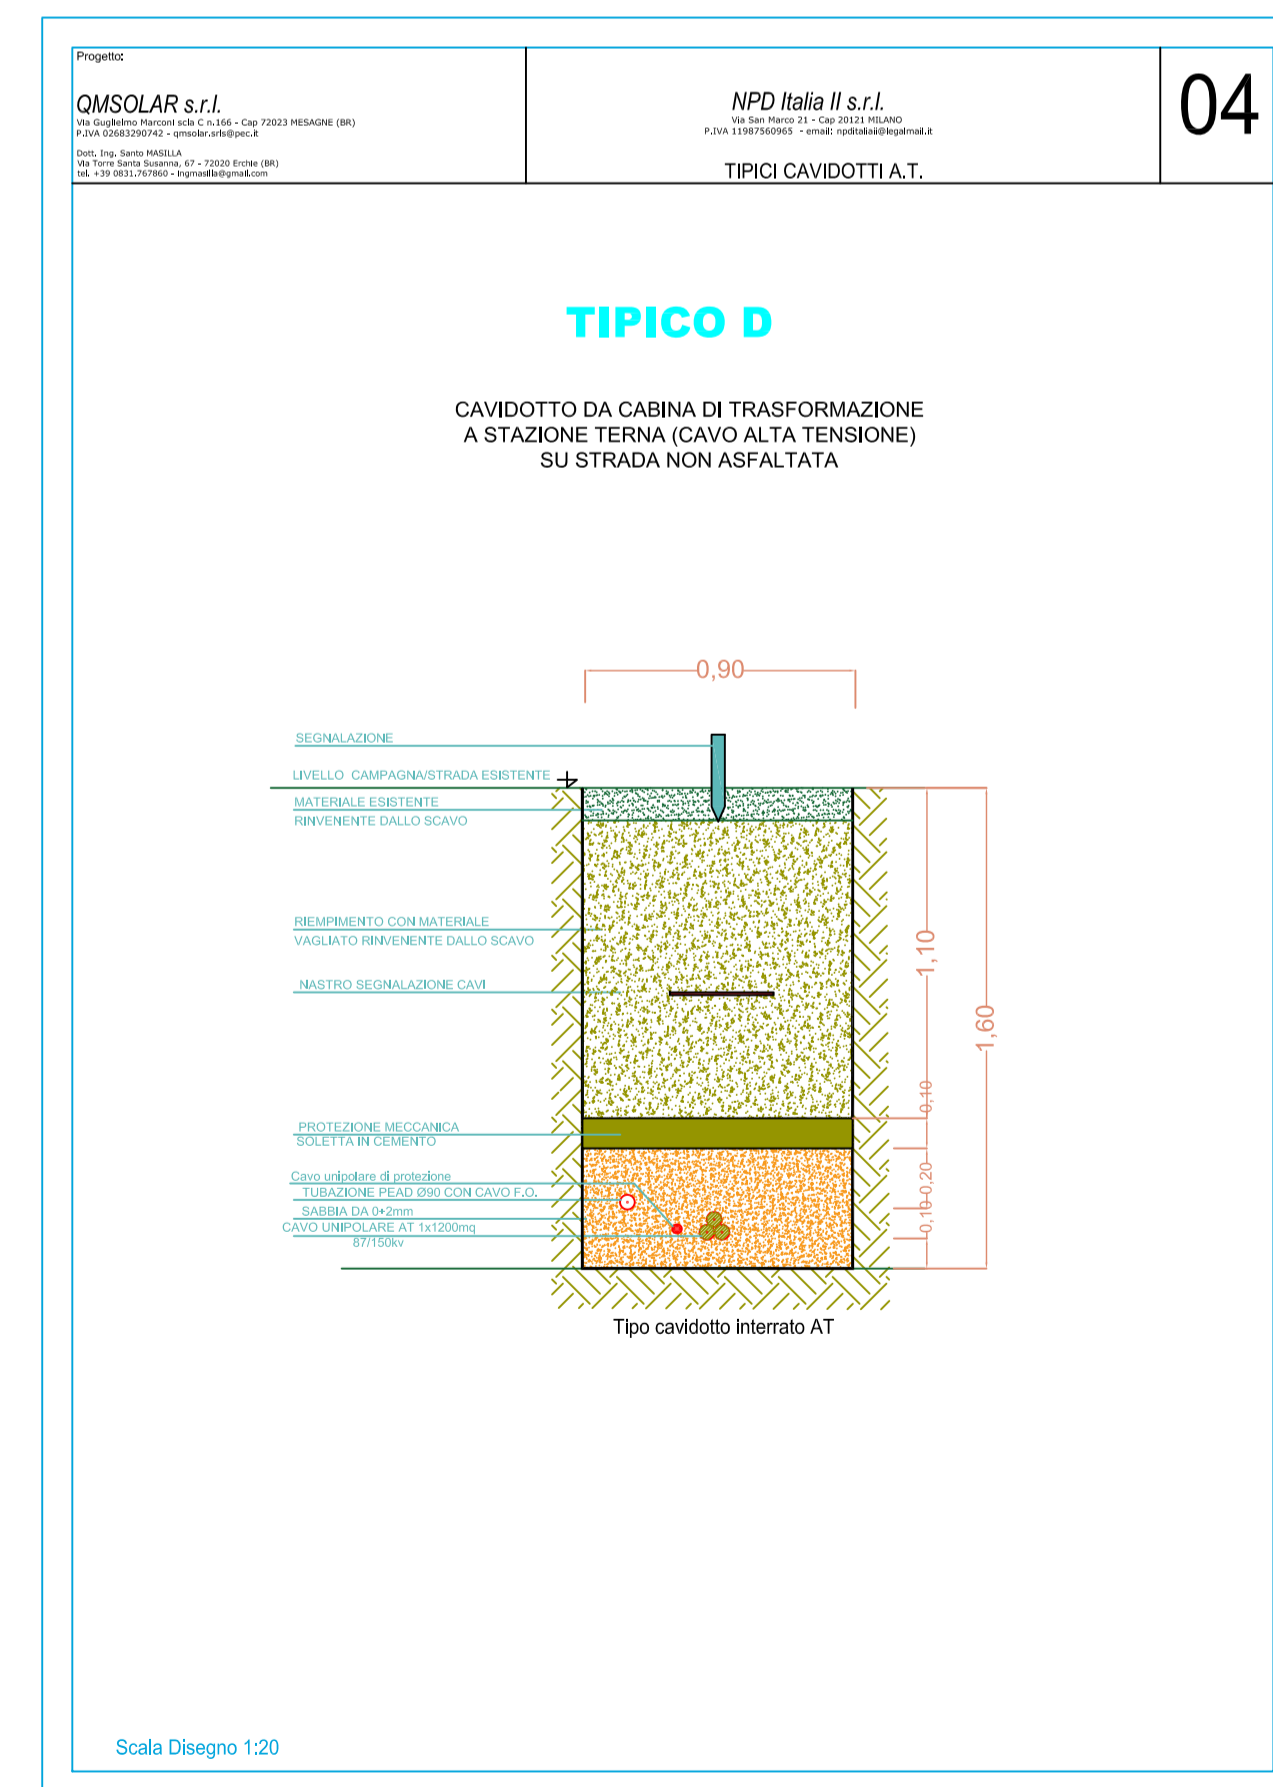 Progetto:
QMSOLAR s.r.l.
Via Guglielmo Marconi scla C n.166 - Cap 72023 MESAGNE (BR)
P.IVA 02683290742 - qmsolar.srls@pec.it
Dott. Ing. Santo MASILLA
Via Torre Santa Susanna, 67 - 72020 Erchie (BR)
tel. +39 0831.767860 - ingmasilla@gmail.com
NPD Italia II s.r.l.
Via San Marco 21 - Cap 20121 MILANO
P.IVA 11987560965 - email: npditaliaii@legalmail.it
TIPICI CAVIDOTTI A.T.
04
TIPICO D
CAVIDOTTO DA CABINA DI TRASFORMAZIONE
A STAZIONE TERNA (CAVO ALTA TENSIONE)
SU STRADA NON ASFALTATA
0,90
SEGNALAZIONE
LIVELLO CAMPAGNA/STRADA ESISTENTE
MATERIALE ESISTENTE
RINVENENTE DALLO SCAVO
RIEMPIMENTO CON MATERIALE
VAGLIATO RINVENENTE DALLO SCAVO
NASTRO SEGNALAZIONE CAVI
PROTEZIONE MECCANICA
SOLETTA IN CEMENTO
Cavo unipolare di protezione
TUBAZIONE PEAD Ø90 CON CAVO F.O.
SABBIA DA 0÷2mm
CAVO UNIPOLARE AT 1x1200mq
87/150kv
1,10
1,60
0,10
0,20
0,10
Tipo cavidotto interrato AT
Scala Disegno 1:20